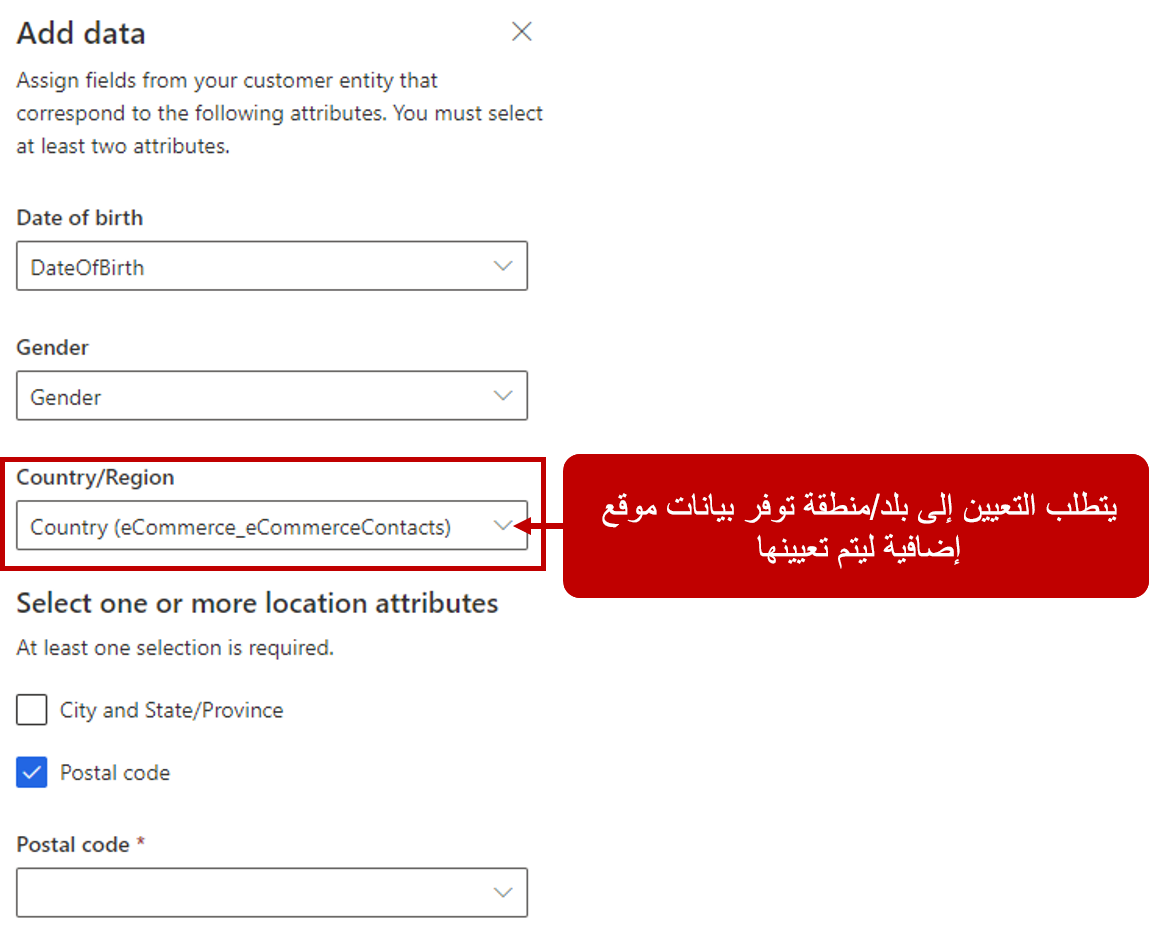 Add data
Assign fields from your customer entity that
correspond to the following attributes. You must select
at least two attributes.
Date of birth
DateOfBirth
Gender
Gender
Country/Region
Country (eCommerce_eCommerceContacts)
يتطلب التعيين إلى بلد/منطقة توفر بيانات موقع
إضافية ليتم تعيينها
Select one or more location attributes
At least one selection is required.
City and State/Province
Postal code
Postal code *